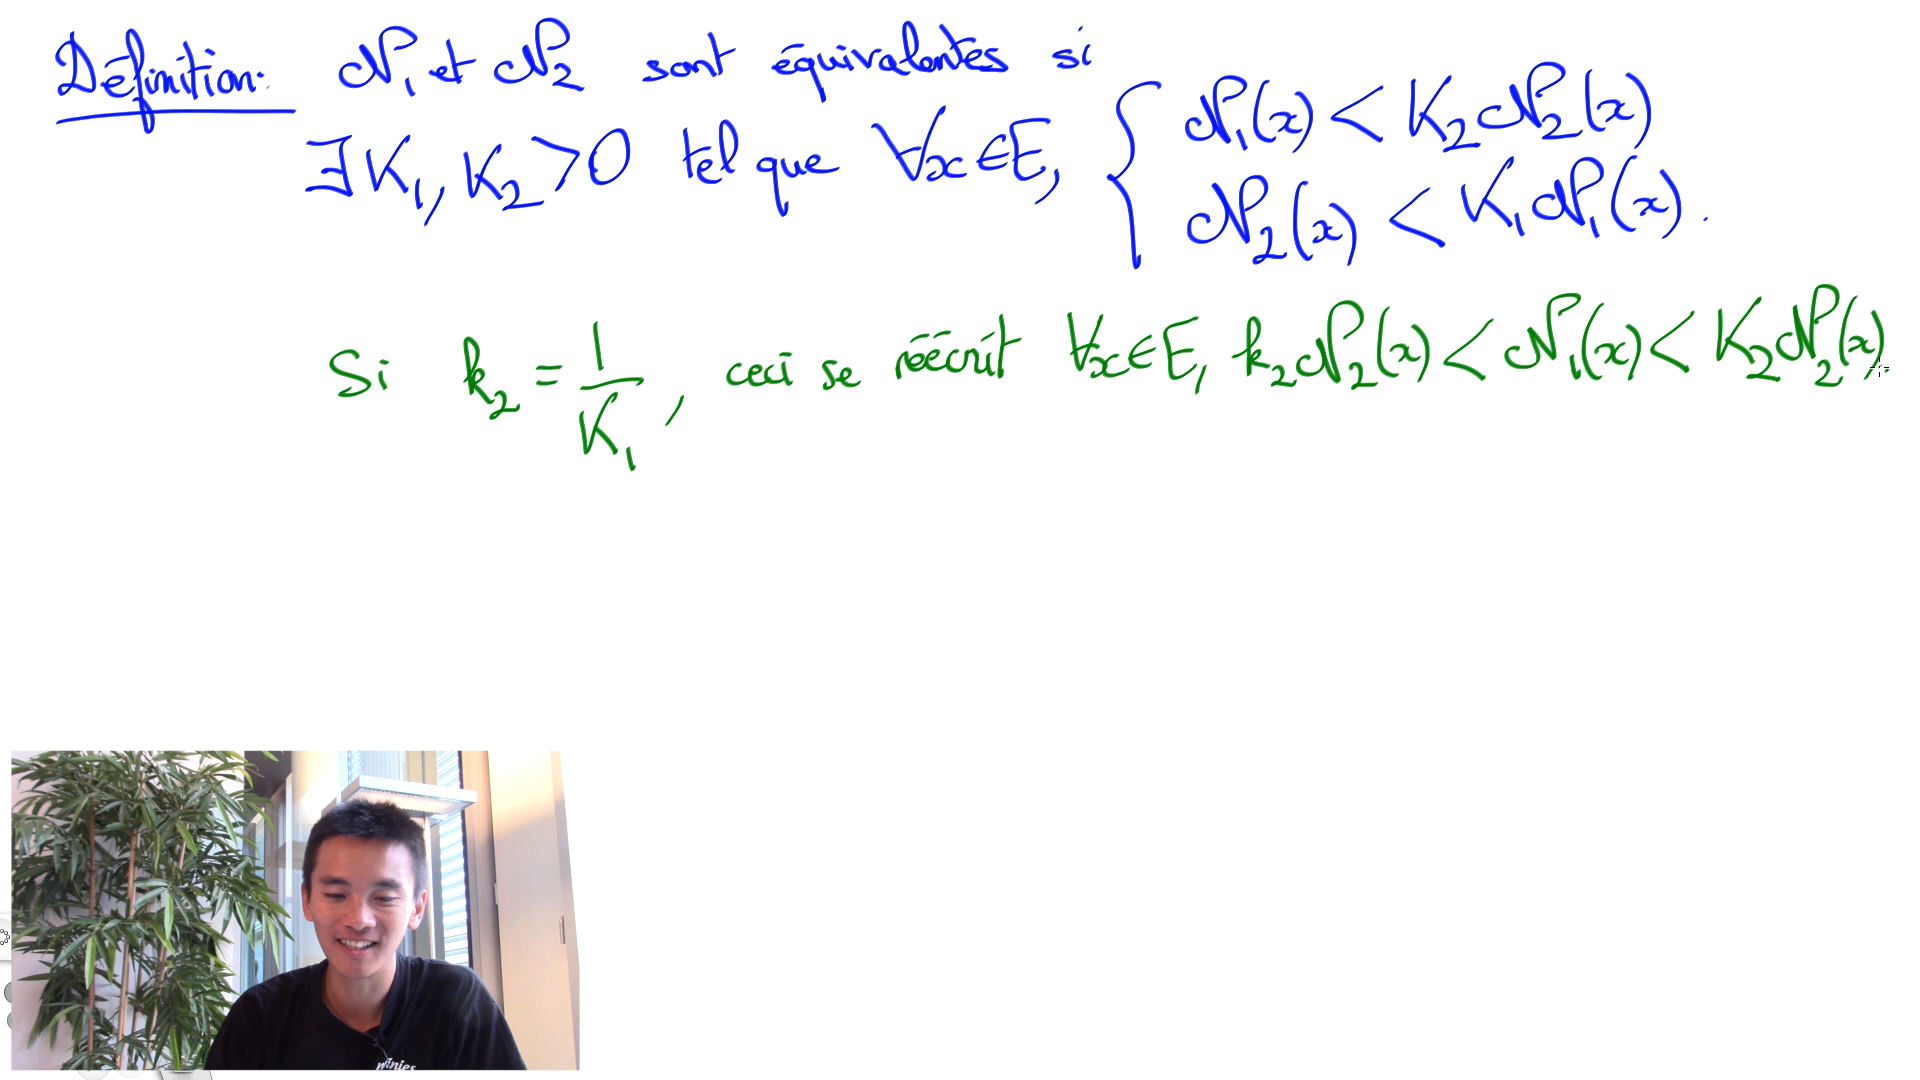 Définition: N₁ et N₂ sont équivalentes si
∃K₁, K₂ > 0 tel que ∀x∈E, { N₁(x) < K₂N₂(x)
N₂(x) < K₁N₁(x).
Si k₂ = 1/K₁, ceci se réécrit ∀x∈E, k₂N₂(x) < N₁(x) < K₂N₂(x)